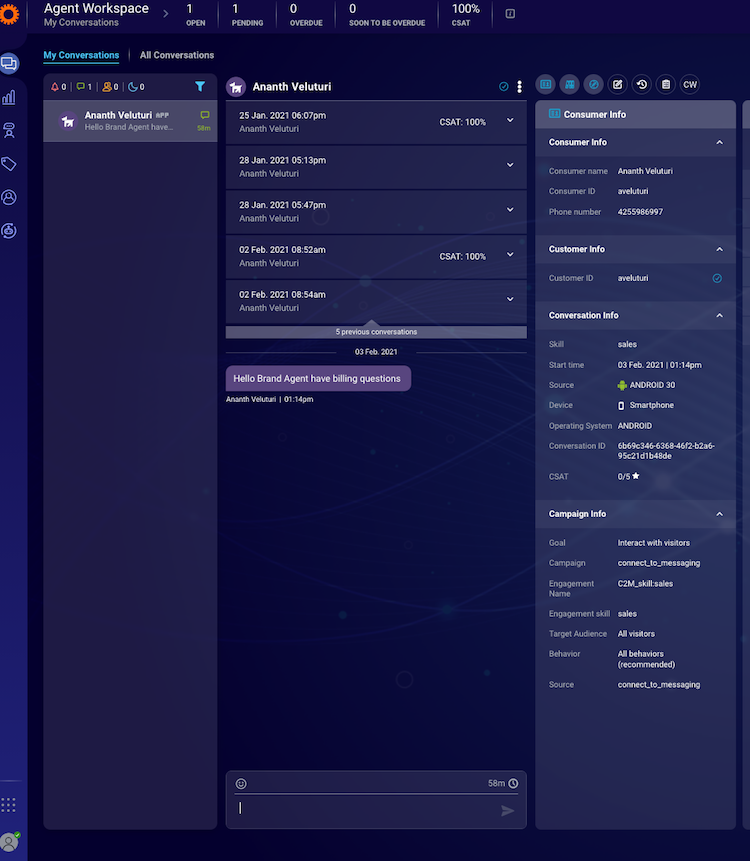 Agent Workspace
My Conversations
1
OPEN
1
PENDING
0
OVERDUE
0
SOON TO BE OVERDUE
100%
CSAT
My Conversations
All Conversations
0 1 0 0
Ananth Veluturi APP
Hello Brand Agent have...
58m
Ananth Veluturi
25 Jan. 2021 06:07pm
Ananth Veluturi
CSAT: 100%
28 Jan. 2021 05:13pm
Ananth Veluturi
28 Jan. 2021 05:47pm
Ananth Veluturi
02 Feb. 2021 08:52am
Ananth Veluturi
CSAT: 100%
02 Feb. 2021 08:54am
Ananth Veluturi
5 previous conversations
03 Feb. 2021
Hello Brand Agent have billing questions
Ananth Veluturi | 01:14pm
58m
CW
Consumer Info
Consumer Info
Consumer name Ananth Veluturi
Consumer ID aveluturi
Phone number 4255986997
Customer Info
Customer ID aveluturi
Conversation Info
Skill sales
Start time 03 Feb. 2021 | 01:14pm
Source ANDROID 30
Device Smartphone
Operating System ANDROID
Conversation ID 6b69c346-6368-46f2-b2a6-
95c21d1b48de
CSAT 0/5
Campaign Info
Goal Interact with visitors
Campaign connect_to_messaging
Engagement C2M_skill:sales
Name
Engagement skill sales
Target Audience All visitors
Behavior All behaviors
(recommended)
Source connect_to_messaging